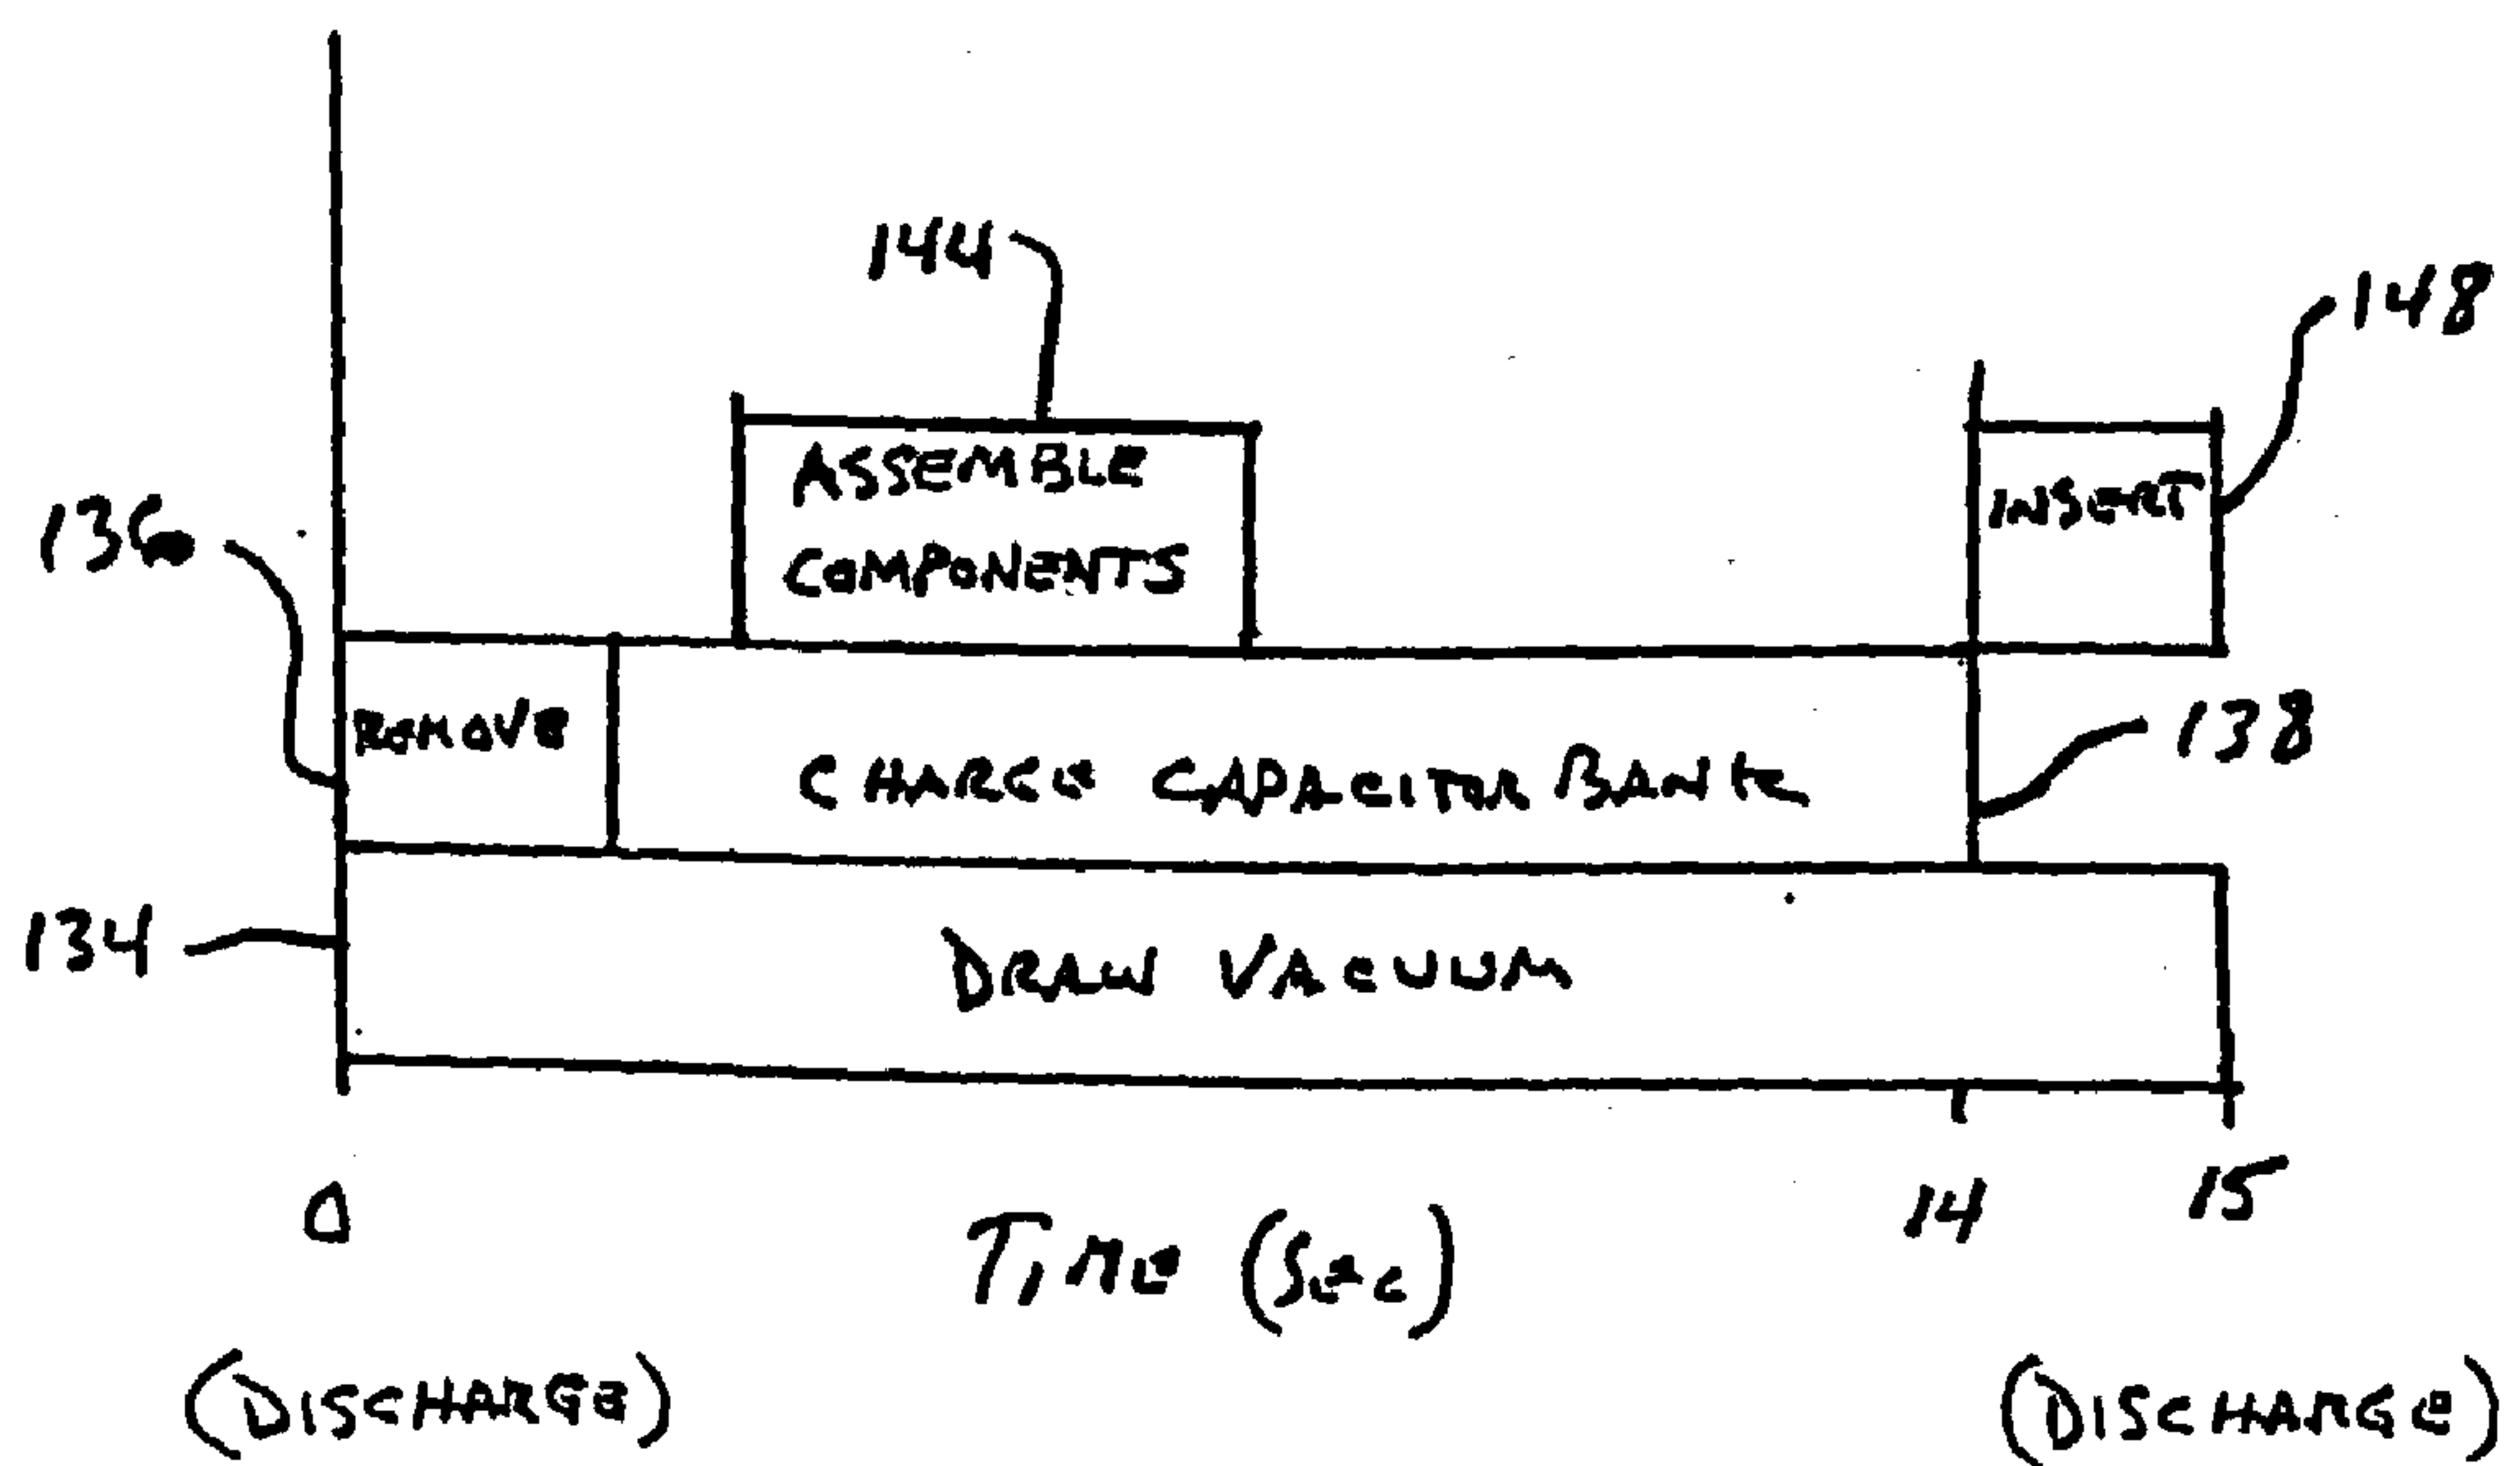 144
148
ASSEMBLE
COMPONENTS
INSERT
136
REMOVE
138
CHARGE CAPACITOR BANK
134
DRAW VACUUM
0
14
15
TIME (Sec)
(DISCHARGE)
(DISCHARGE)